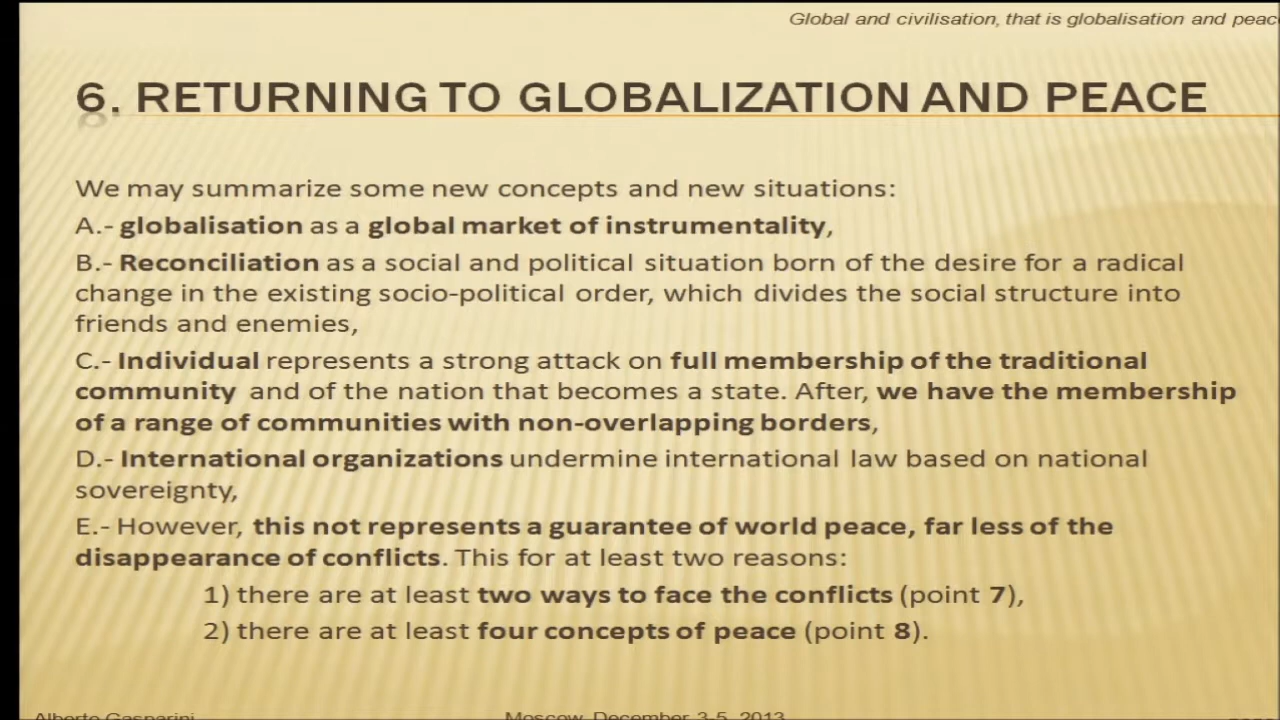 Global and civilisation, that is globalisation and peac
6. RETURNING TO GLOBALIZATION AND PEACE
We may summarize some new concepts and new situations:
A.- globalisation as a global market of instrumentality,
B.- Reconciliation as a social and political situation born of the desire for a radical
change in the existing socio-political order, which divides the social structure into
friends and enemies,
C.- Individual represents a strong attack on full membership of the traditional
community and of the nation that becomes a state. After, we have the membership
of a range of communities with non-overlapping borders,
D.- International organizations undermine international law based on national
sovereignty,
E.- However, this not represents a guarantee of world peace, far less of the
disappearance of conflicts. This for at least two reasons:
1) there are at least two ways to face the conflicts (point 7),
2) there are at least four concepts of peace (point 8).
Alberto Gasparini
Moscow, December 3-5, 2013